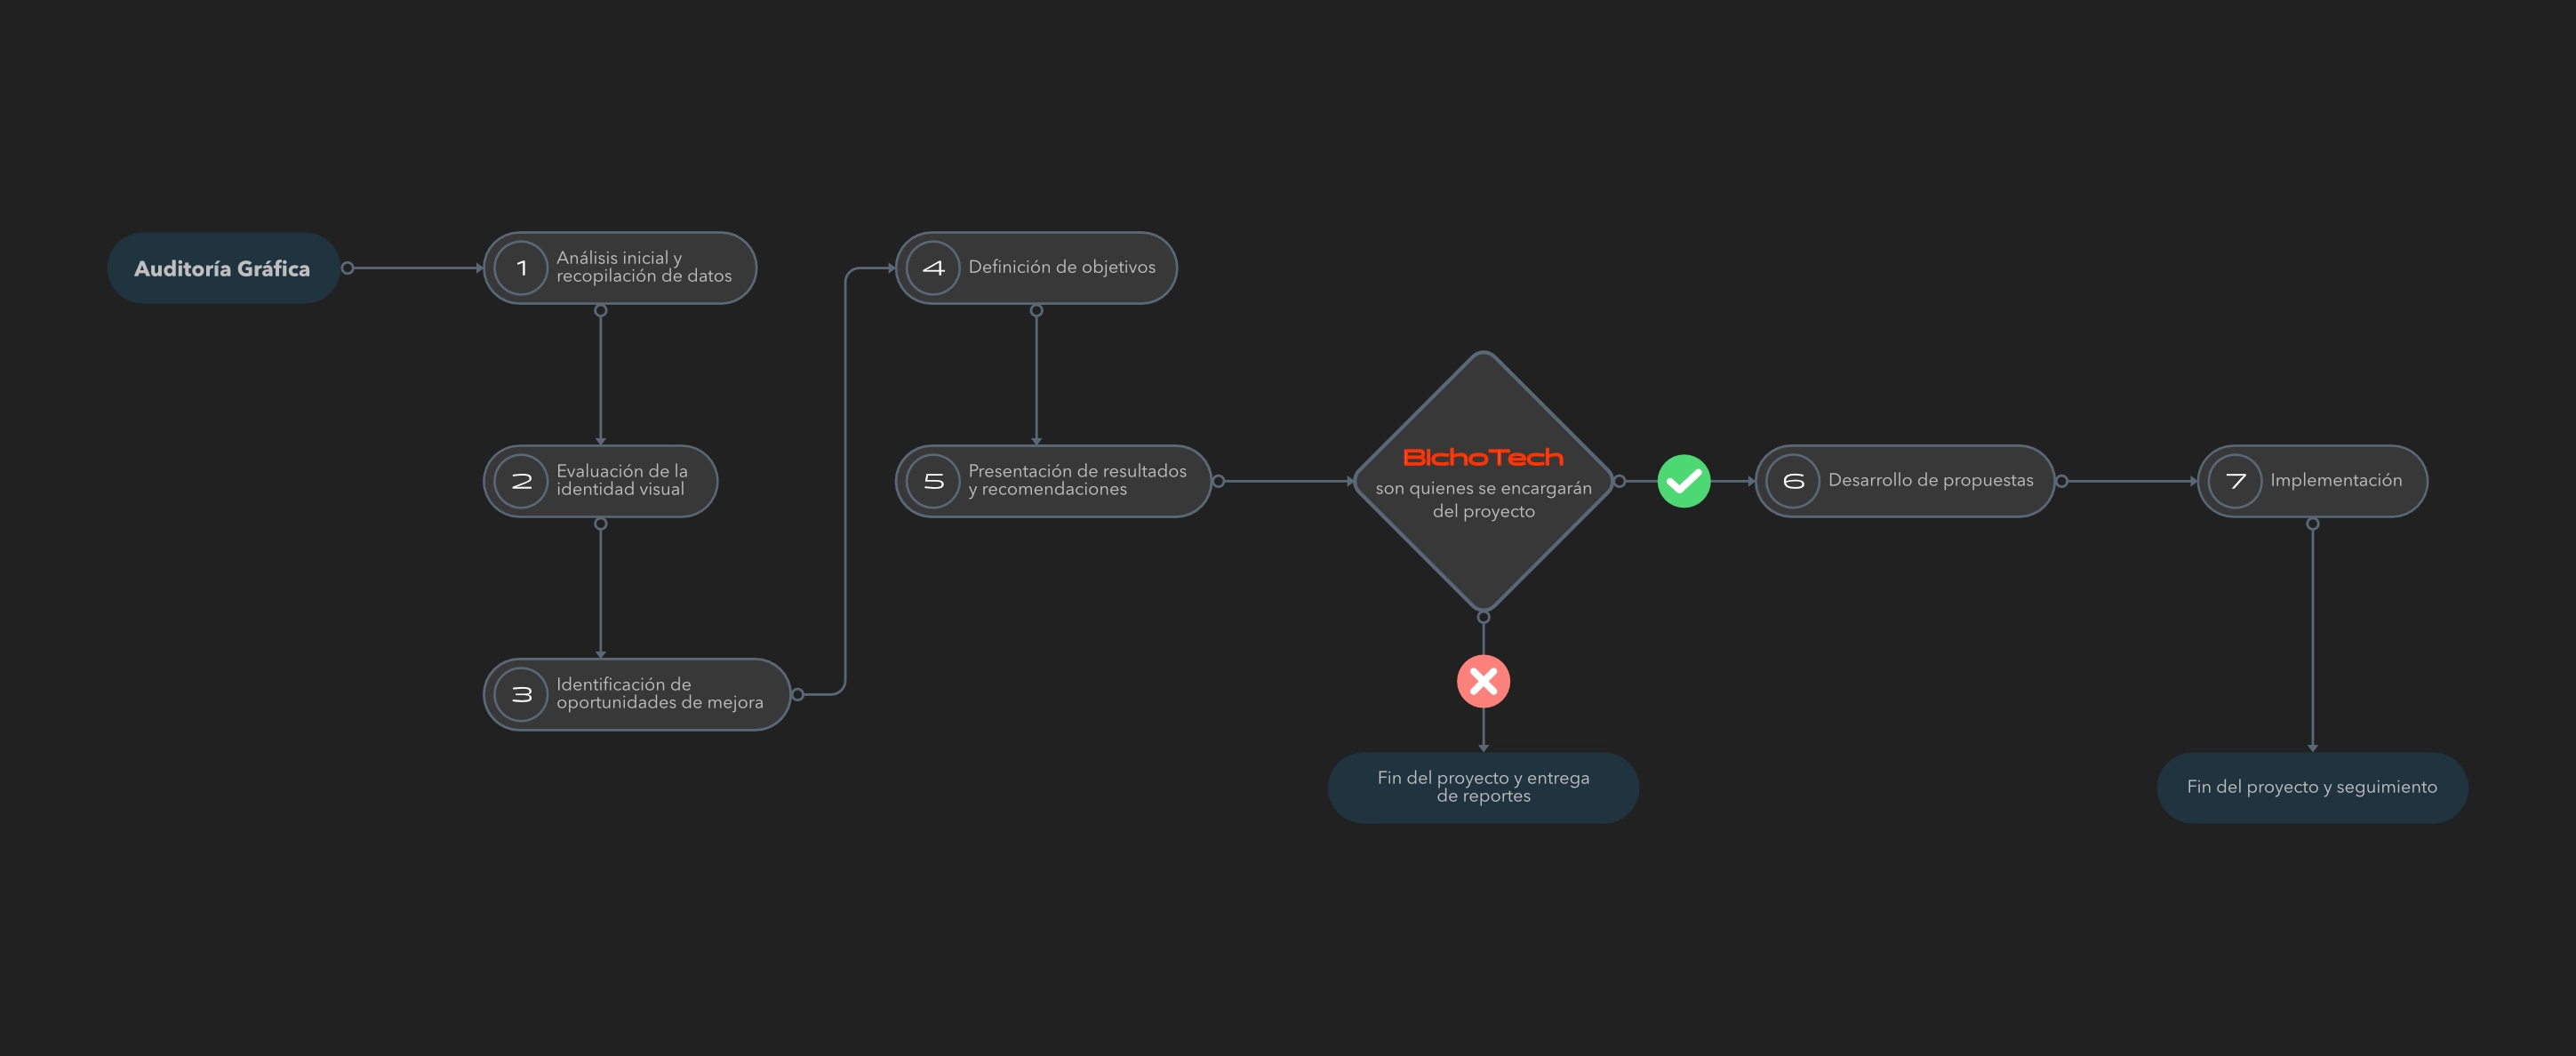 Auditoría Gráfica
1
Análisis inicial y
recopilación de datos
2
Evaluación de la
identidad visual
3
Identificación de
oportunidades de mejora
4
Definición de objetivos
5
Presentación de resultados
y recomendaciones
BIchoTech
son quienes se encargarán
del proyecto
Fin del proyecto y entrega
de reportes
6
Desarrollo de propuestas
7
Implementación
Fin del proyecto y seguimiento